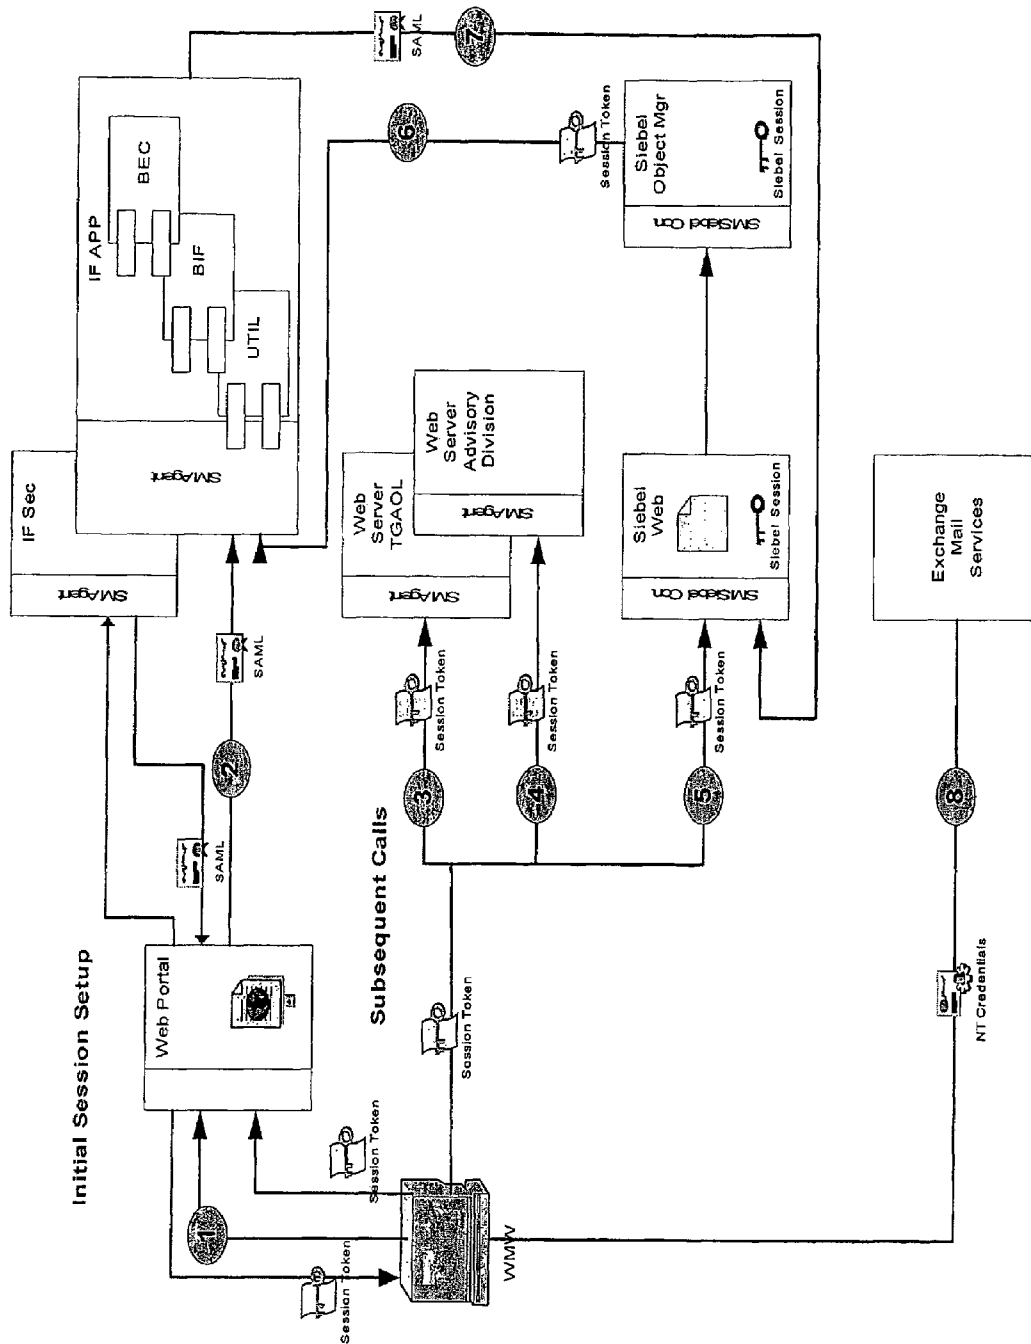 Initial Session Setup
IF Sec
SMAgent
IF APP
BEC
BIF
UTIL
SMAgent
SAML
7
Web Portal
SAML
2
SAML
6
1
Session Token
Session Token
WMW
Subsequent Calls
Session Token
3
Session Token
Web
Server
TGAOL
SMAgent
4
Session Token
Web
Server
Advisory
Division
SMAgent
5
Session Token
Siebel
Web
SMSiebel Con.
Siebel Session
Session Token
Siebel
Object Mgr
SMSiebel Con.
Siebel Session
NT Credentials
8
Exchange
Mail
Services